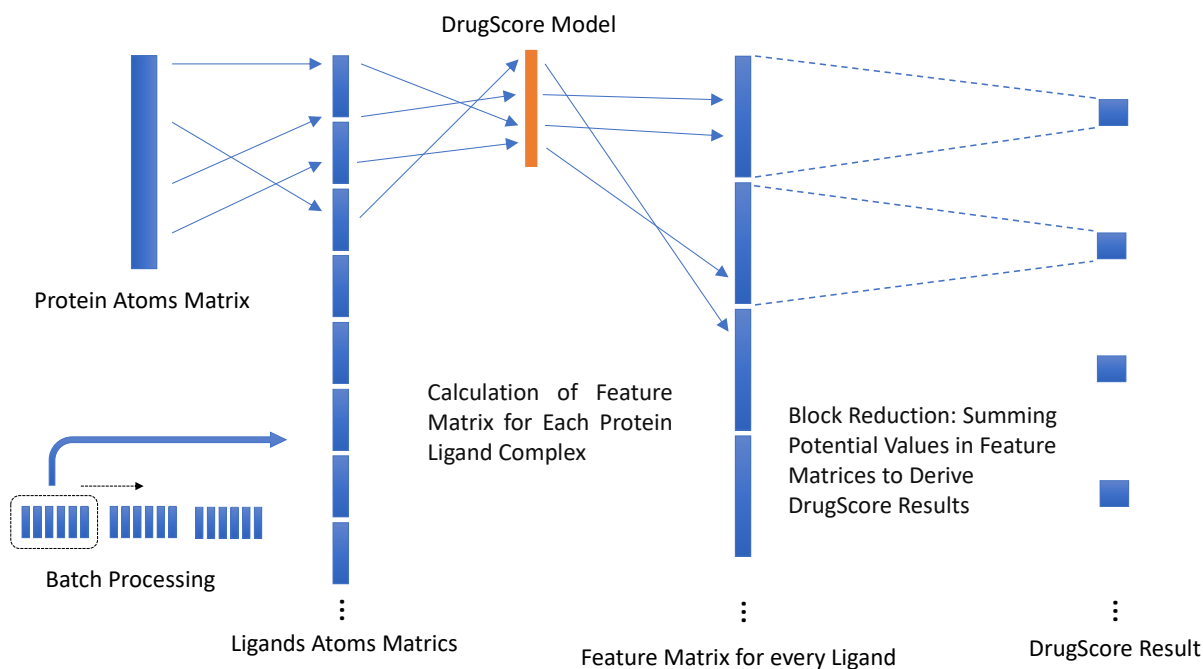 DrugScore Model
Protein Atoms Matrix
Calculation of Feature
Matrix for Each Protein
Ligand Complex
Block Reduction: Summing
Potential Values in Feature
Matrices to Derive
DrugScore Results
Batch Processing
Ligands Atoms Matrics
Feature Matrix for every Ligand
DrugScore Result